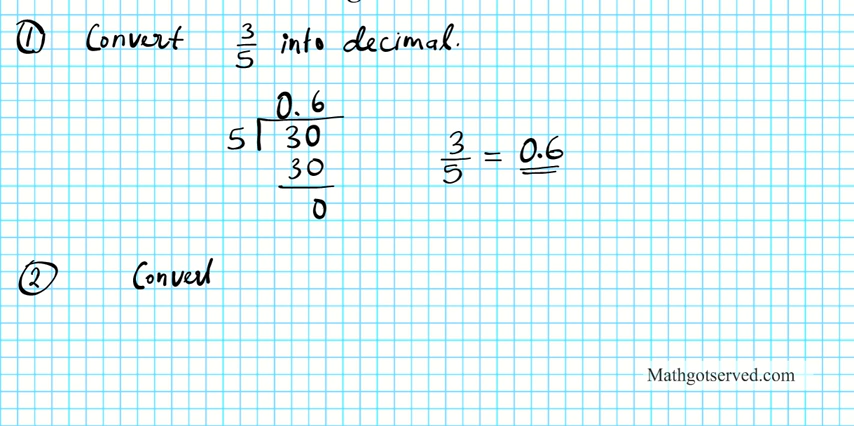 ① Convert 3/5 into decimal.
0.6
5 30
30
0
3/5 = 0.6
② Convert
Mathgotserved.com